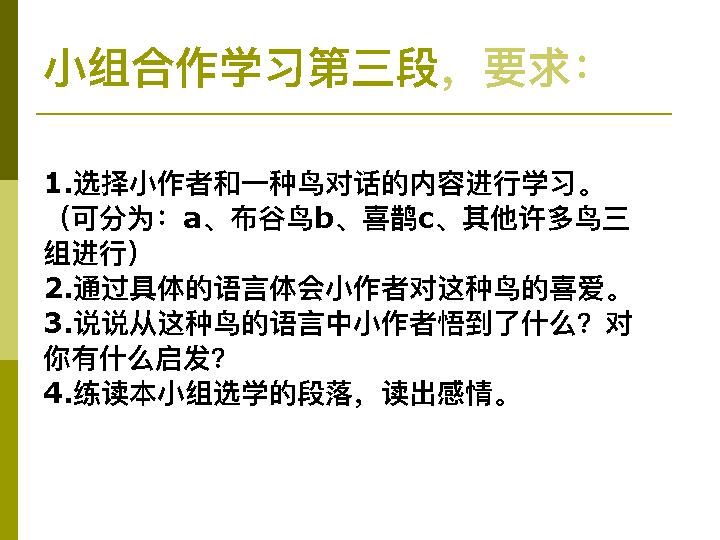 小组合作学习第三段，要求：
1.选择小作者和一种鸟对话的内容进行学习。
（可分为：a、布谷鸟b、喜鹊c、其他许多鸟三
组进行）
2.通过具体的语言体会小作者对这种鸟的喜爱。
3.说说从这种鸟的语言中小作者悟到了什么？对
你有什么启发？
4.练读本小组选学的段落，读出感情。